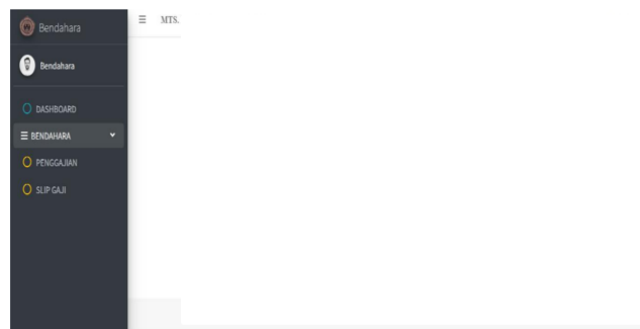 Bendahara
MTS.
Bendahara
DASHBOARD
BENDAHARA
PENGGAJIAN
SLIP GAJI